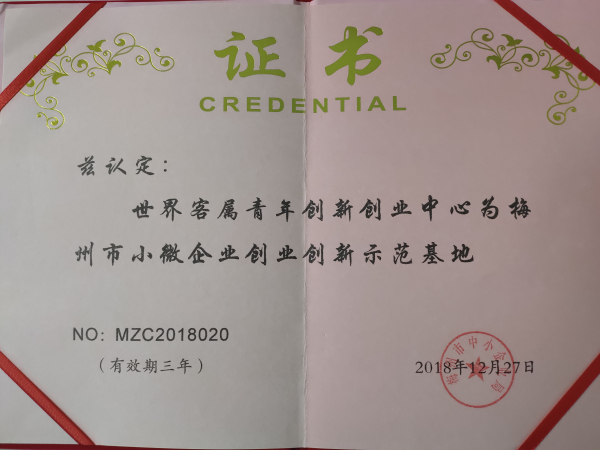 证书
CREDENTIAL
兹认定：
世界客属青年创新创业中心为梅
州市小微企业创业创新示范基地
NO: MZC2018020
（有效期三年）
2018年12月27日